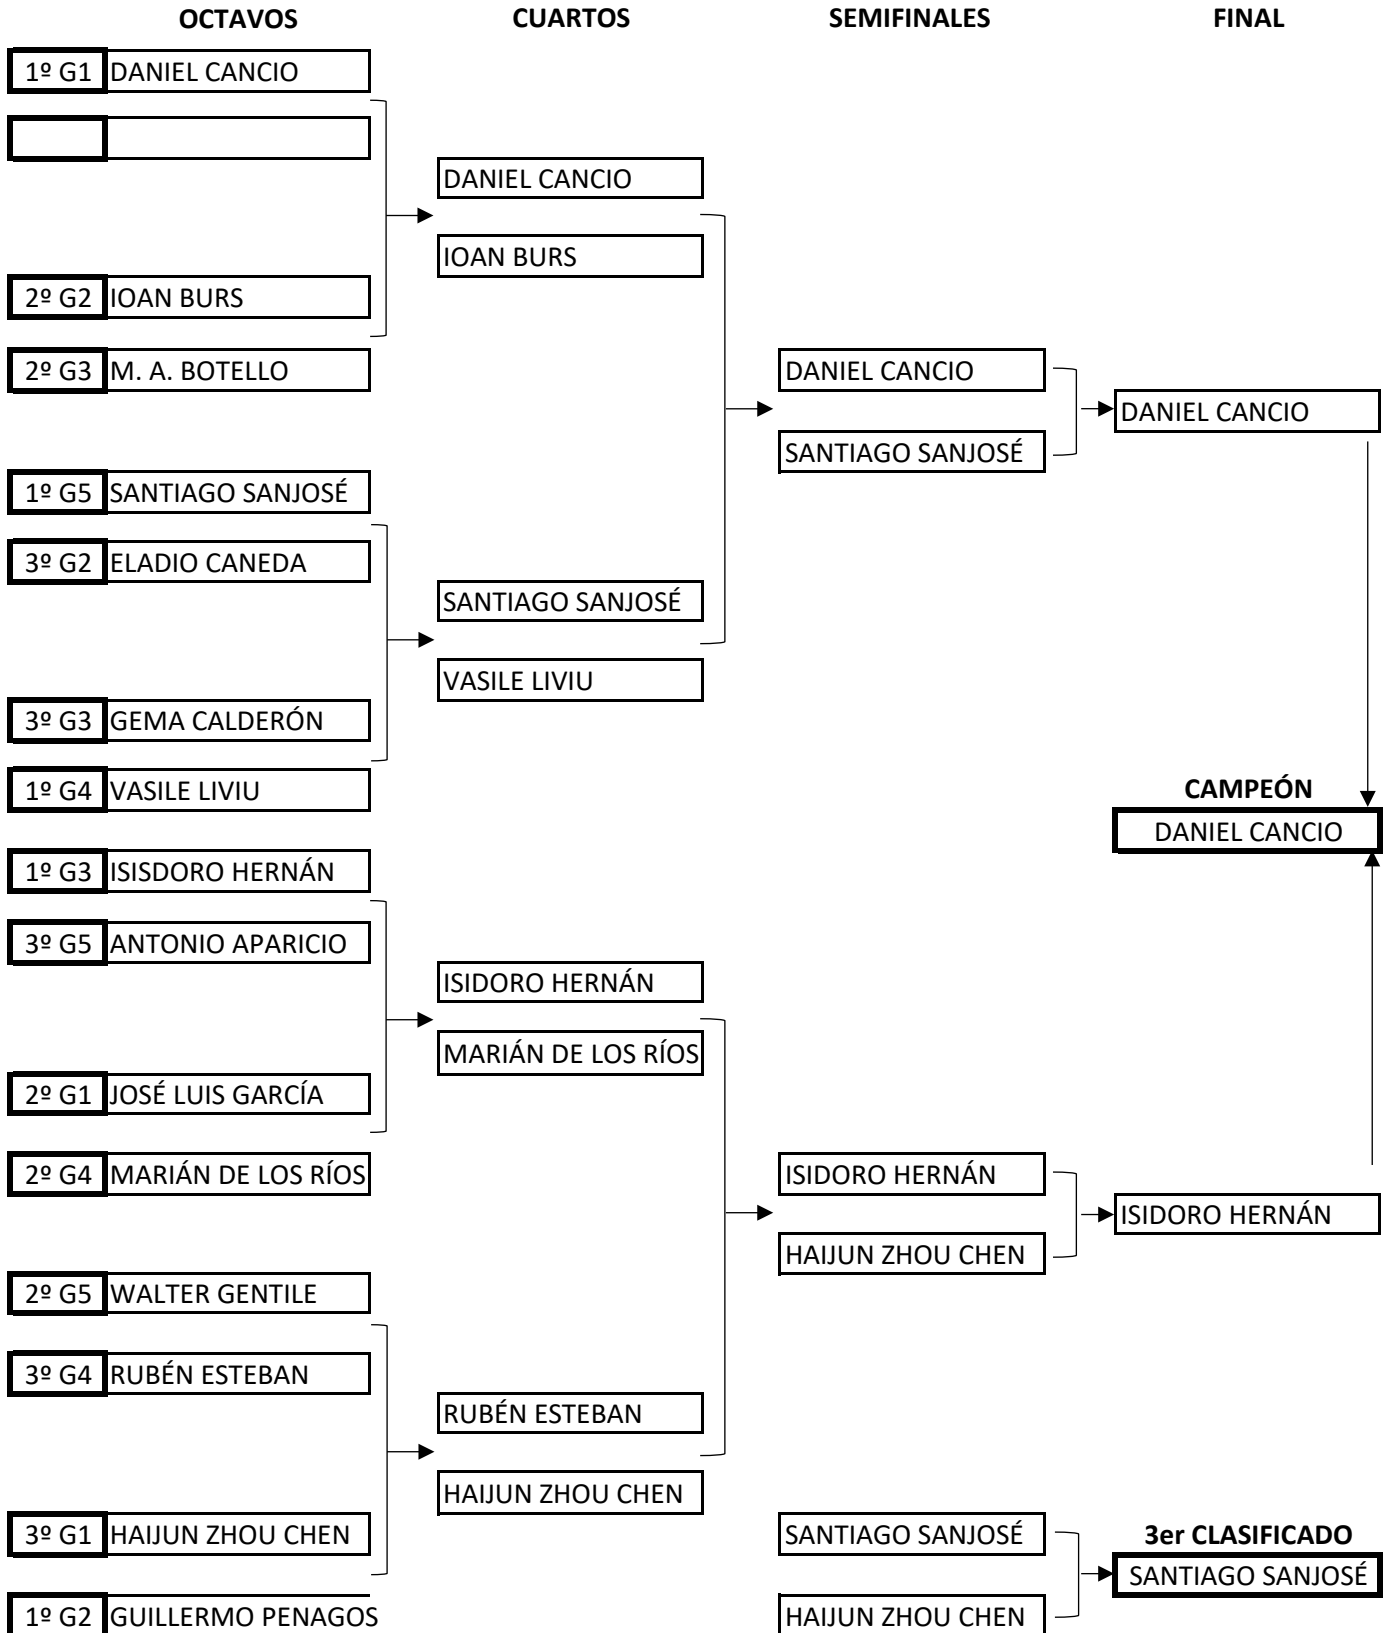 OCTAVOS CUARTOS SEMIFINALES FINAL
1º G1 DANIEL CANCIO
DANIEL CANCIO
IOAN BURS
2º G2 IOAN BURS
2º G3 M. A. BOTELLO DANIEL CANCIO
DANIEL CANCIO
SANTIAGO SANJOSÉ
1º G5 SANTIAGO SANJOSÉ
3º G2 ELADIO CANEDA
SANTIAGO SANJOSÉ
VASILE LIVIU
3º G3 GEMA CALDERÓN
1º G4 VASILE LIVIU CAMPEÓN
DANIEL CANCIO
1º G3 ISISDORO HERNÁN
3º G5 ANTONIO APARICIO
ISIDORO HERNÁN
MARIÁN DE LOS RÍOS
2º G1 JOSÉ LUIS GARCÍA
2º G4 MARIÁN DE LOS RÍOS ISIDORO HERNÁN
ISIDORO HERNÁN
HAIJUN ZHOU CHEN
2º G5 WALTER GENTILE
3º G4 RUBÉN ESTEBAN
RUBÉN ESTEBAN
HAIJUN ZHOU CHEN
3º G1 HAIJUN ZHOU CHEN SANTIAGO SANJOSÉ 3er CLASIFICADO
SANTIAGO SANJOSÉ
1º G2 GUILLERMO PENAGOS HAIJUN ZHOU CHEN